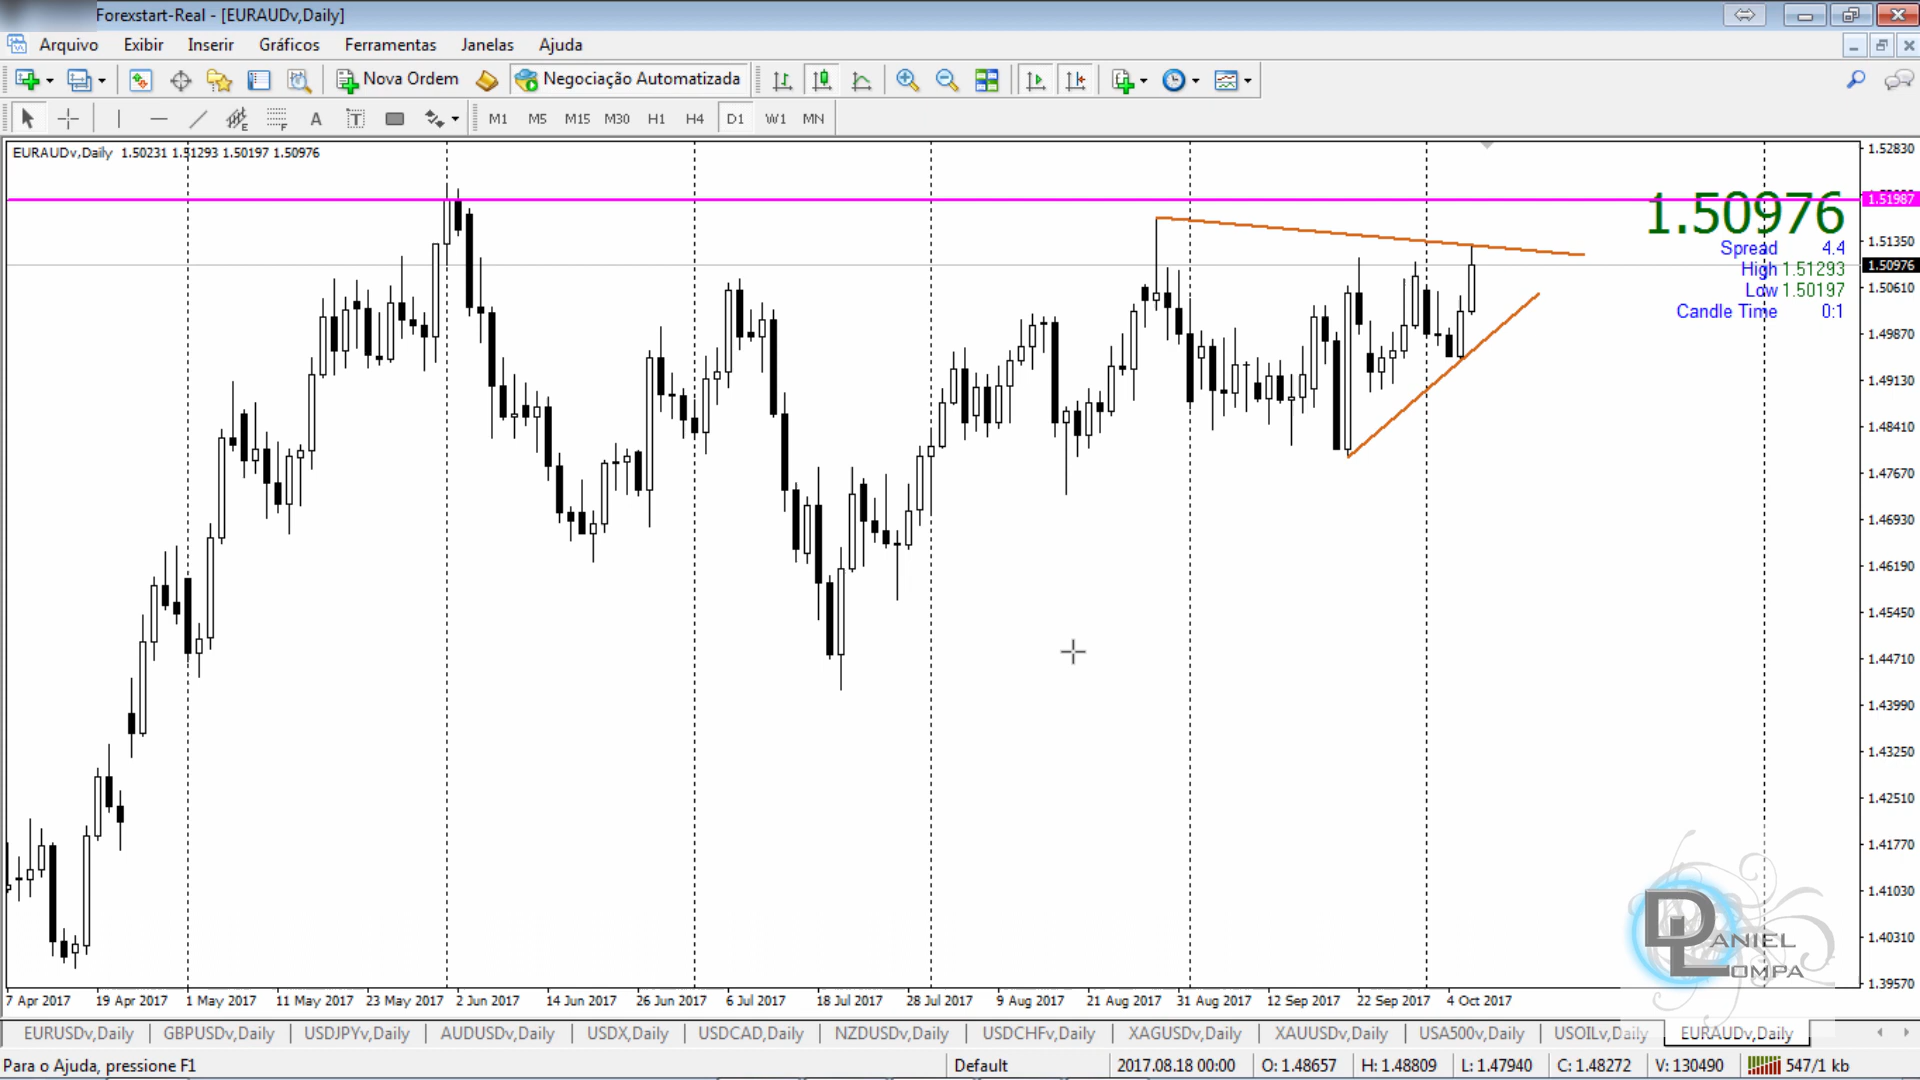 Forexstart-Real - [EURAUDv,Daily]
Arquivo Exibir Inserir Gráficos Ferramentas Janelas Ajuda
Nova Ordem Negociação Automatizada
E F A T M1 M5 M15 M30 H1 H4 D1 W1 MN
EURAUDv,Daily 1.50231 1.51293 1.50197 1.50976
1.52830
1.51987
1.50976
1.51350
Spread 4.4
1.50976
High 1.51293
1.50610
Low 1.50197
Candle Time 0:1
1.49870
1.49130
1.48410
1.47670
1.46930
1.46190
1.45450
1.44710
1.43990
1.43250
1.42510
1.41770
1.41030
1.40310
1.39570
DANIEL
LOMPA
7 Apr 2017 19 Apr 2017 1 May 2017 11 May 2017 23 May 2017 2 Jun 2017 14 Jun 2017 26 Jun 2017 6 Jul 2017 18 Jul 2017 28 Jul 2017 9 Aug 2017 21 Aug 2017 31 Aug 2017 12 Sep 2017 22 Sep 2017 4 Oct 2017
EURUSDv,Daily GBPUSDv,Daily USDJPYv,Daily AUDUSDv,Daily USDX,Daily USDCAD,Daily NZDUSDv,Daily USDCHFv,Daily XAGUSDv,Daily XAUUSDv,Daily USA500v,Daily USOILv,Daily EURAUDv,Daily
Para o Ajuda, pressione F1 Default 2017.08.18 00:00 O: 1.48657 H: 1.48809 L: 1.47940 C: 1.48272 V: 130490 547/1 kb